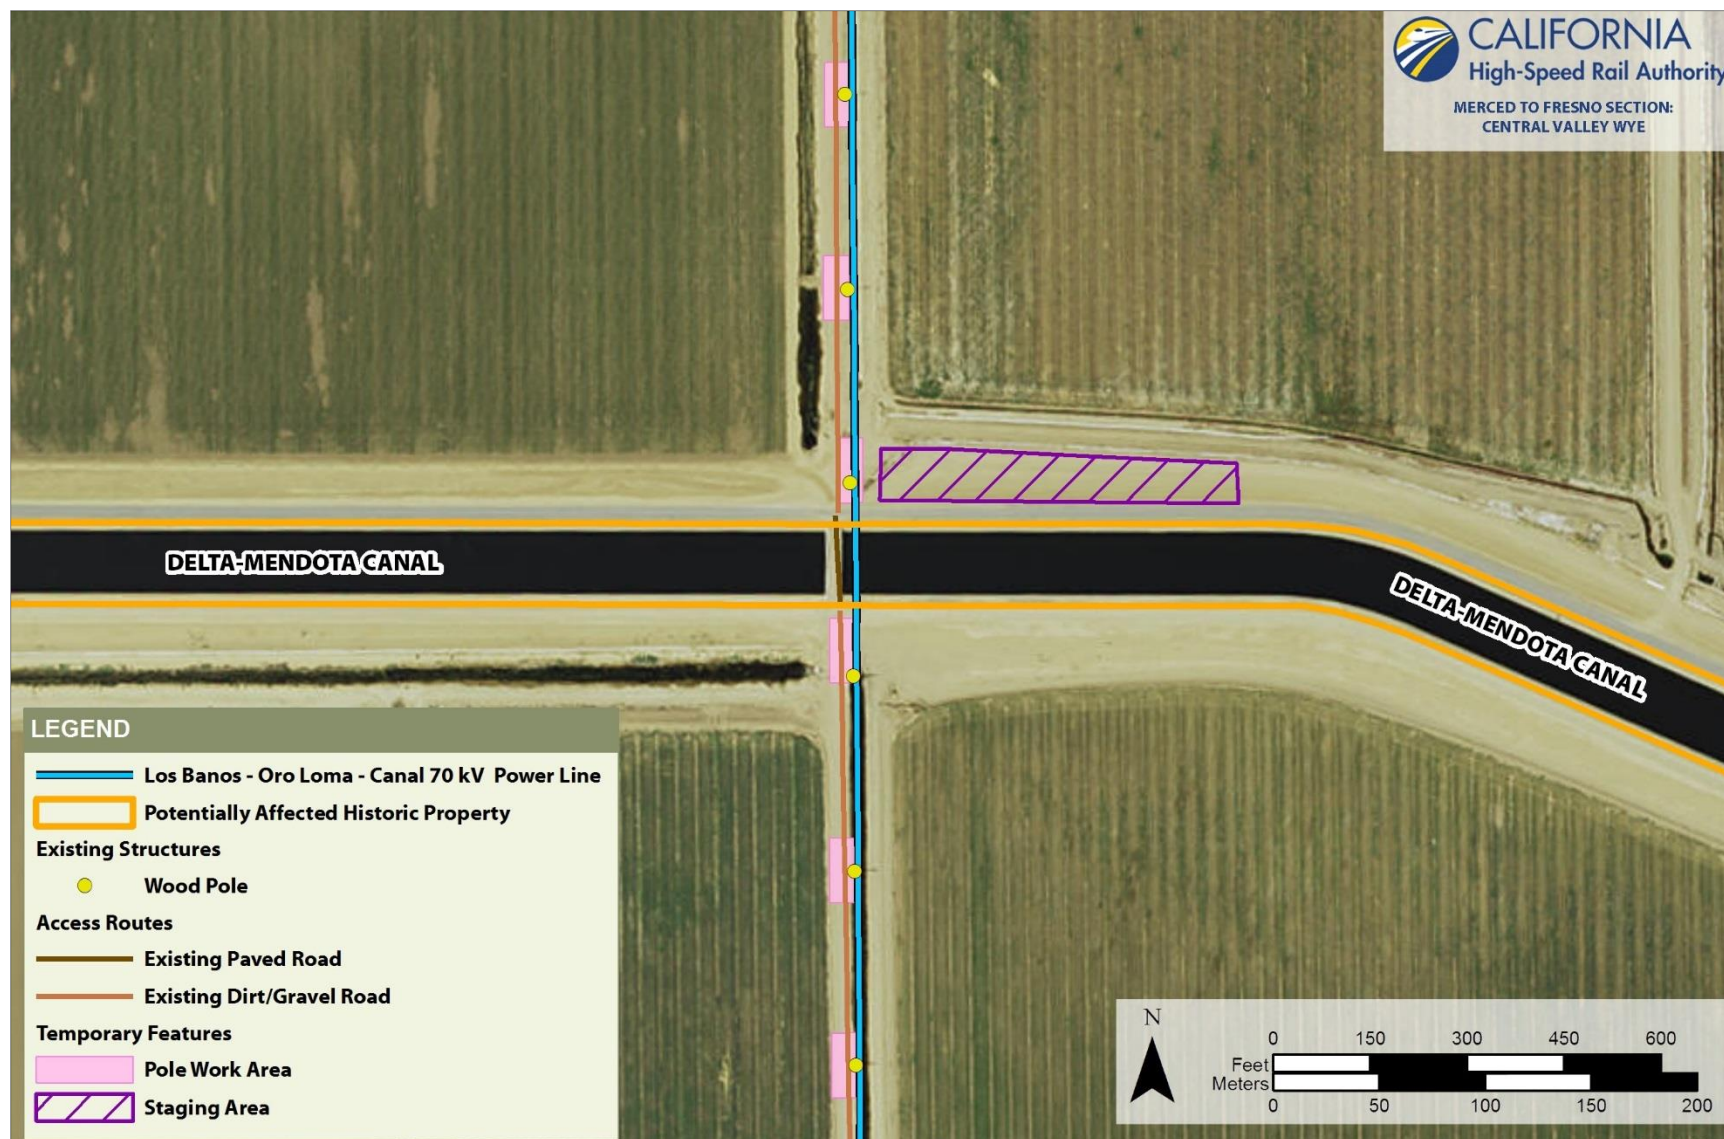 CALIFORNIA
High-Speed Rail Authority
MERCED TO FRESNO SECTION:
CENTRAL VALLEY WYE
DELTA-MENDOTA CANAL
DELTA-MENDOTA CANAL
LEGEND
Los Banos - Oro Loma - Canal 70 kV Power Line
Potentially Affected Historic Property
Existing Structures
Wood Pole
Access Routes
Existing Paved Road
Existing Dirt/Gravel Road
Temporary Features
Pole Work Area
Staging Area
N
0 150 300 450 600
Feet
Meters
0 50 100 150 200